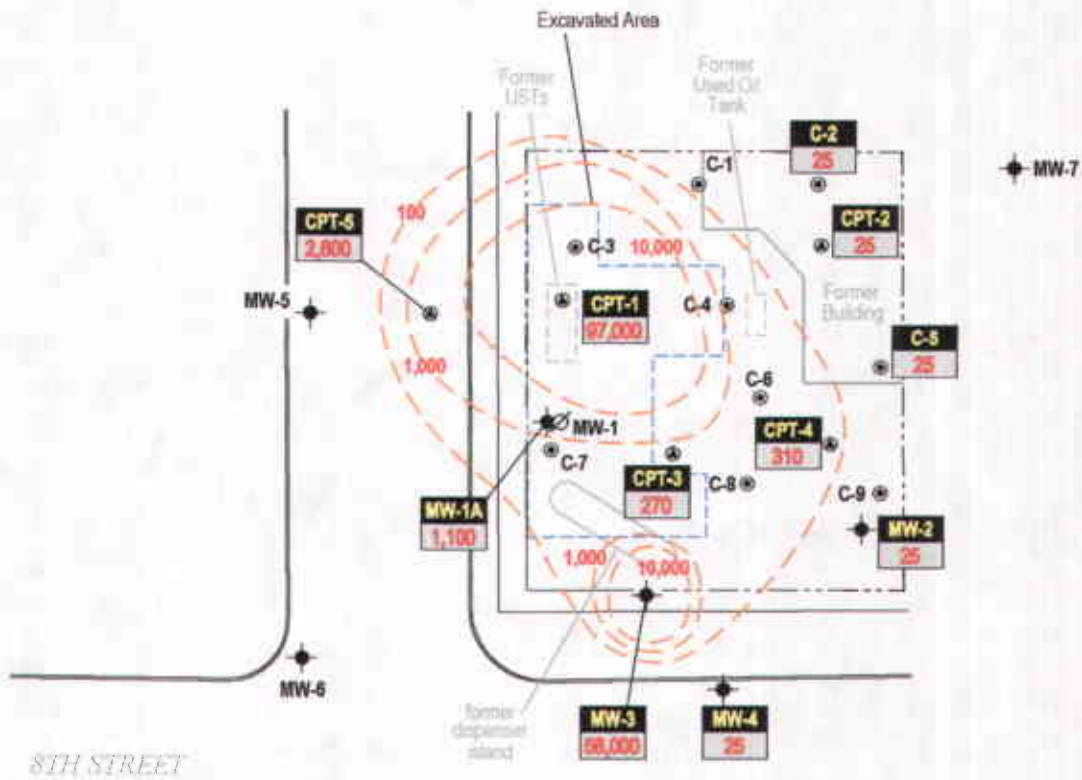 Excavated Area
Former
USTs
Former
Used Oil
Tank
C-2
25
C-1
MW-7
100
CPT-5
2,800
CPT-2
25
C-3
10,000
MW-5
CPT-1
97,000
C-4
Former
Building
C-5
25
1,000
C-6
MW-1
CPT-4
310
C-7
CPT-3
270
C-8
C-9
MW-1A
1,100
MW-2
25
1,000
10,000
MW-6
former
dispenser
island
MW-3
MW-4
25
8TH STREET